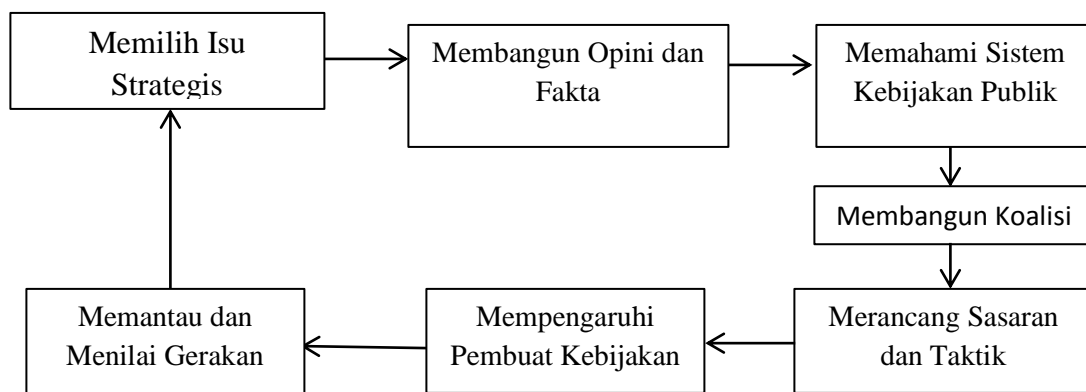 Memilih Isu
Strategis
Membangun Opini dan
Fakta
Memahami Sistem
Kebijakan Publik
Membangun Koalisi
Merancang Sasaran
dan Taktik
Mempengaruhi
Pembuat Kebijakan
Memantau dan
Menilai Gerakan